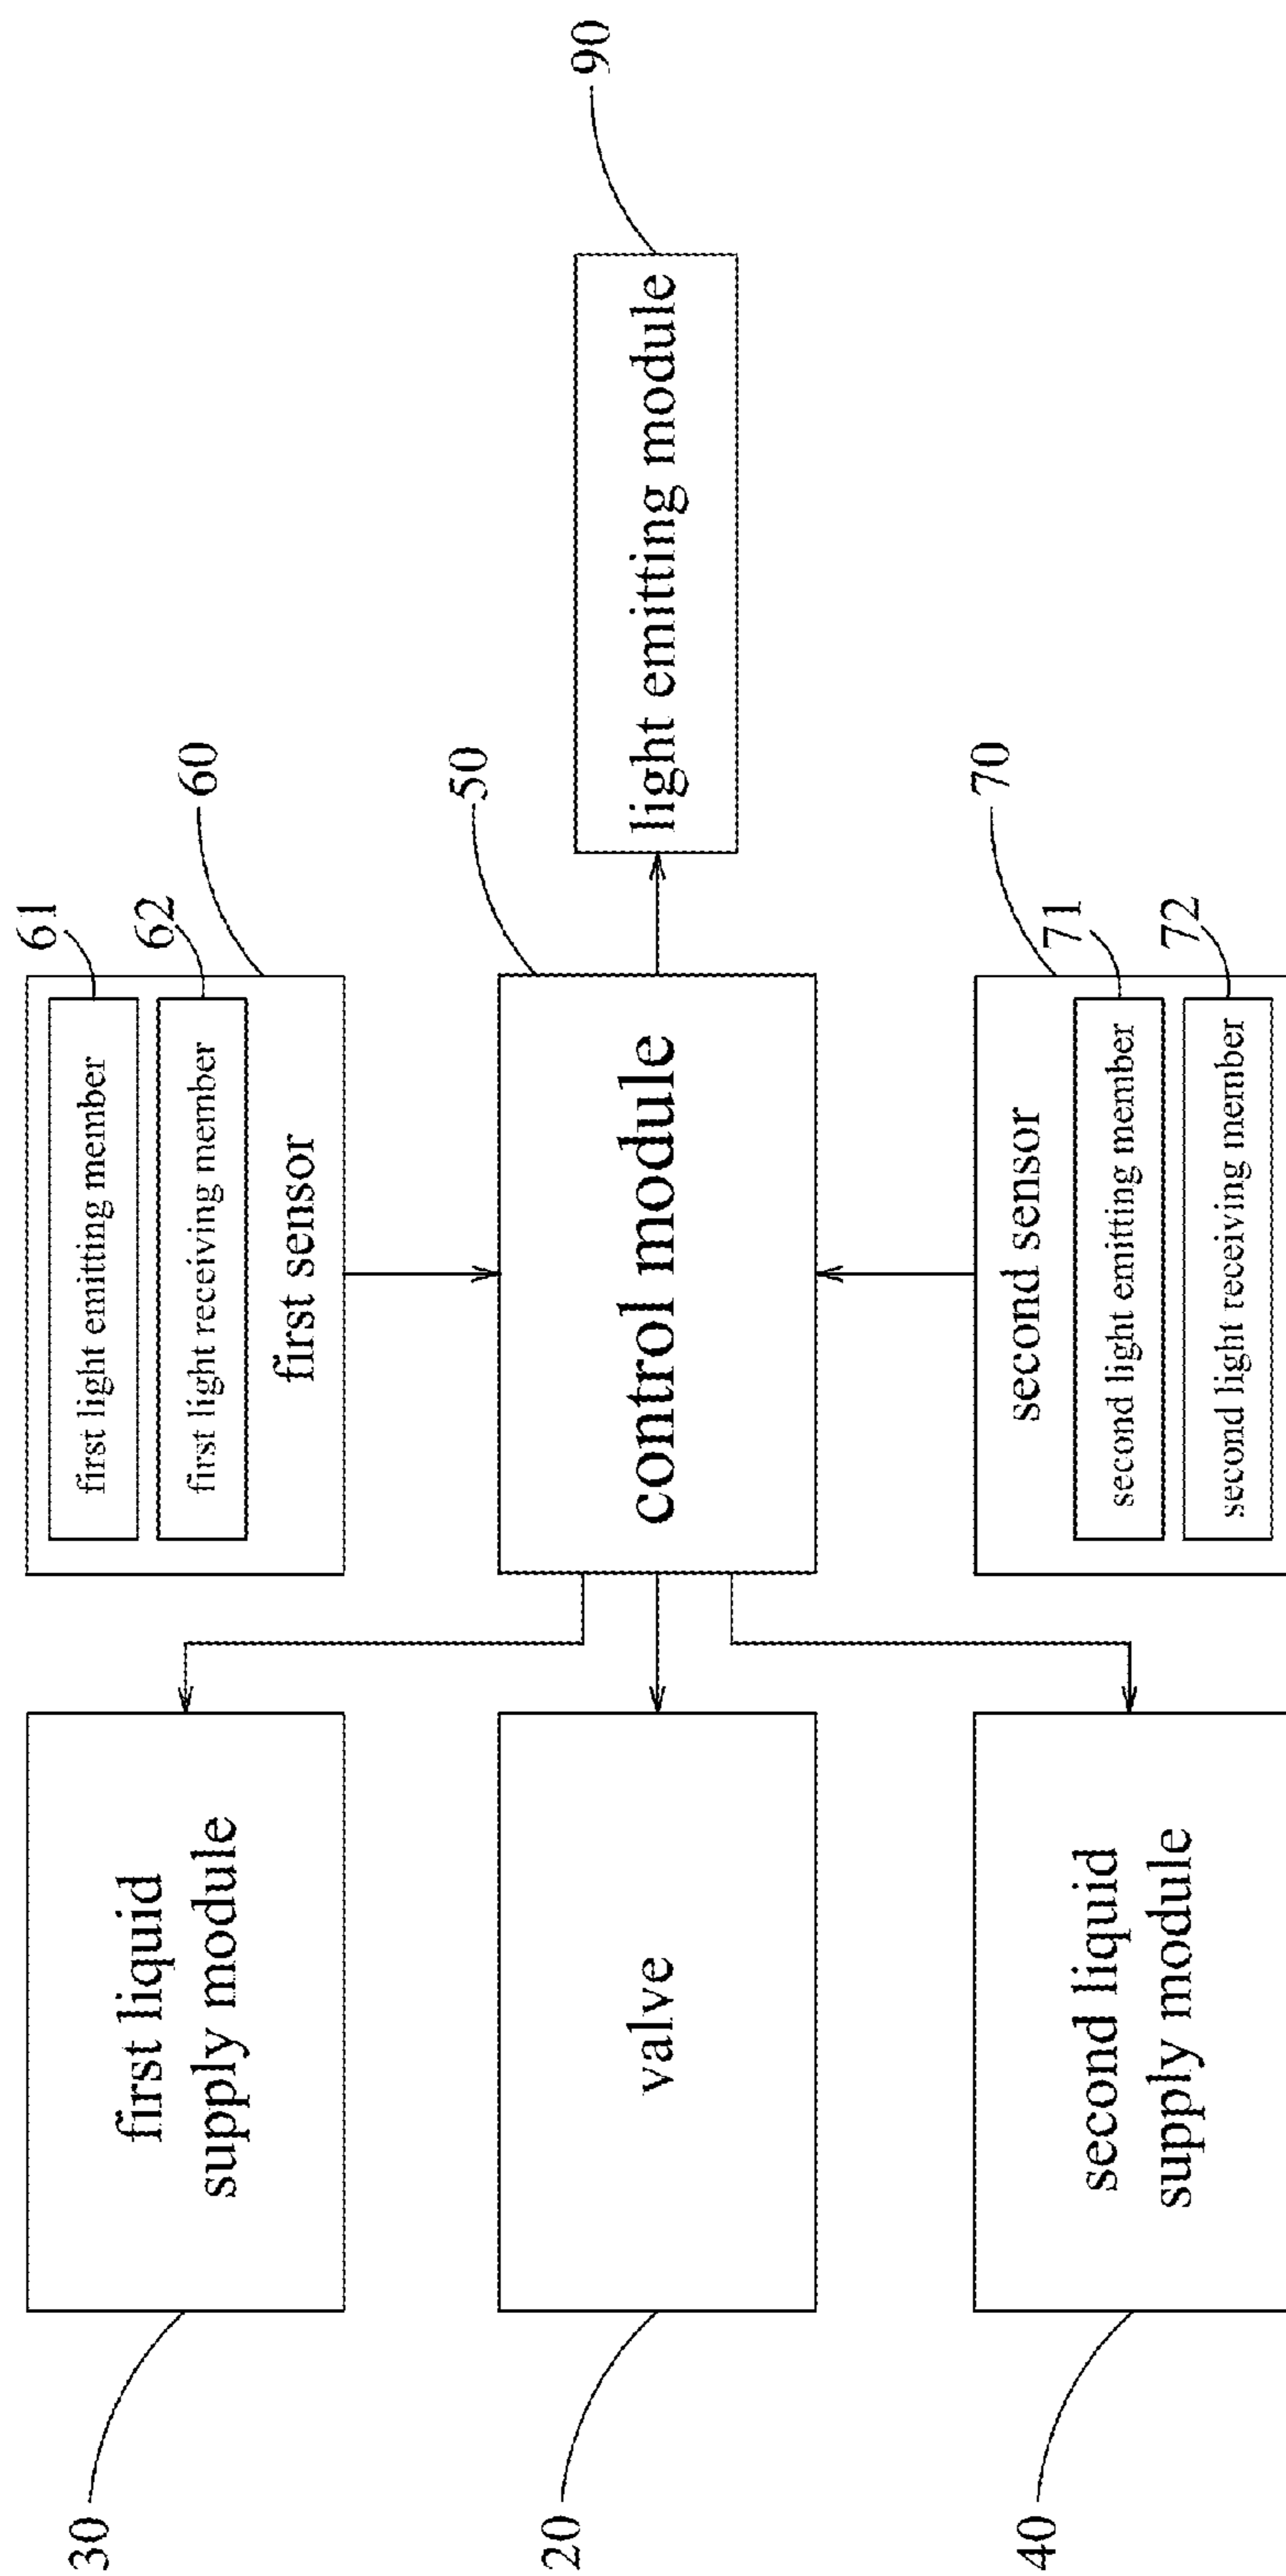 30
first liquid
supply module
20
valve
40
second liquid
supply module
60
61
first light emitting member
62
first light receiving member
first sensor
50
control module
70
second sensor
71
second light emitting member
72
second light receiving member
90
light emitting module